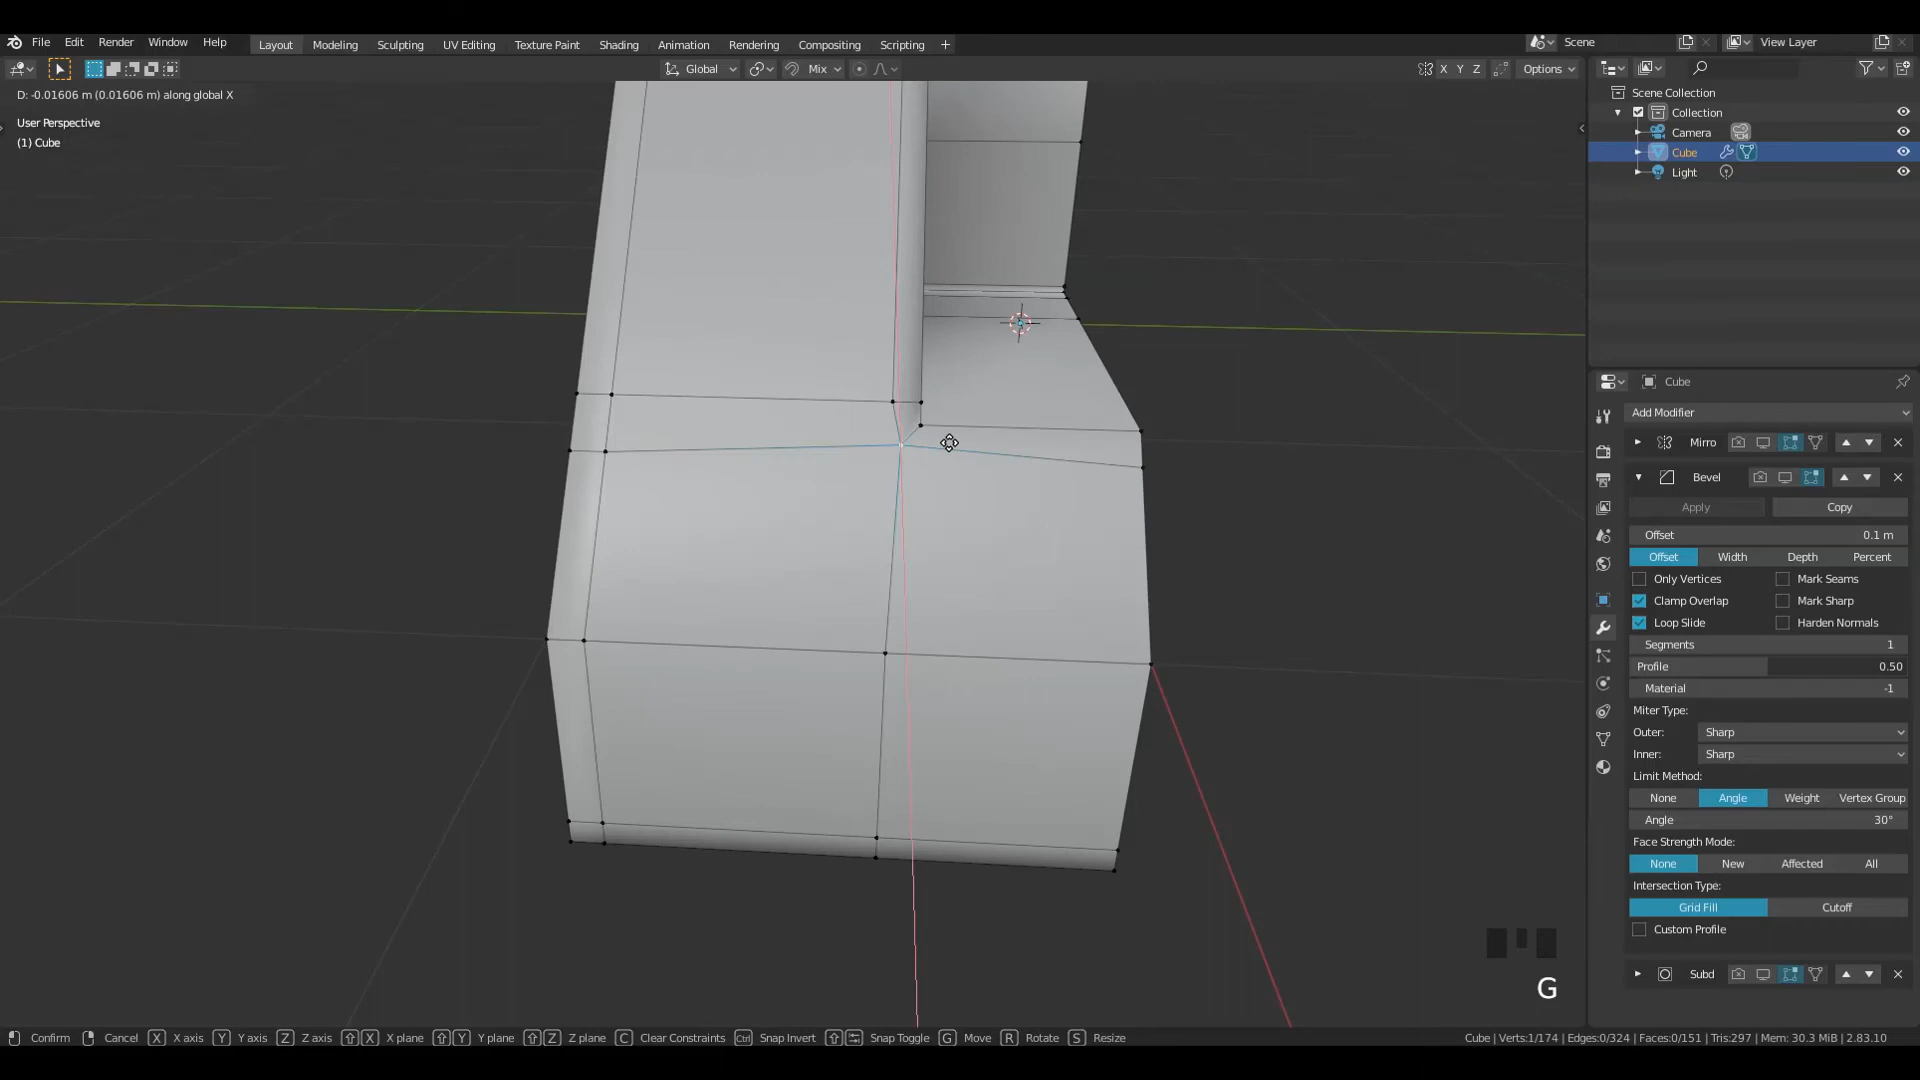 File Edit Render Window Help
Layout Modeling Sculpting UV Editing Texture Paint Shading Animation Rendering Compositing Scripting +
Scene
View Layer
Global
Mix
X Y Z
Options
D: -0.01606 m (0.01606 m) along global X
User Perspective
(1) Cube
Scene Collection
Collection
Camera
Cube
Light
Cube
Add Modifier
Mirro
Bevel
Apply Copy
Offset 0.1 m
Offset Width Depth Percent
Only Vertices Mark Seams
Clamp Overlap Mark Sharp
Loop Slide Harden Normals
Segments 1
Profile 0.50
Material -1
Miter Type:
Outer: Sharp
Inner: Sharp
Limit Method:
None Angle Weight Vertex Group
Angle 30°
Face Strength Mode:
None New Affected All
Intersection Type:
Grid Fill Cutoff
Custom Profile
Subd
G
Confirm Cancel X X axis Y Y axis Z Z axis X X plane Y Y plane Z Z plane C Clear Constraints Ctrl Snap Invert Snap Toggle G Move R Rotate S Resize
Cube | Verts:1/174 | Edges:0/324 | Faces:0/151 | Tris:297 | Mem: 30.3 MiB | 2.83.10